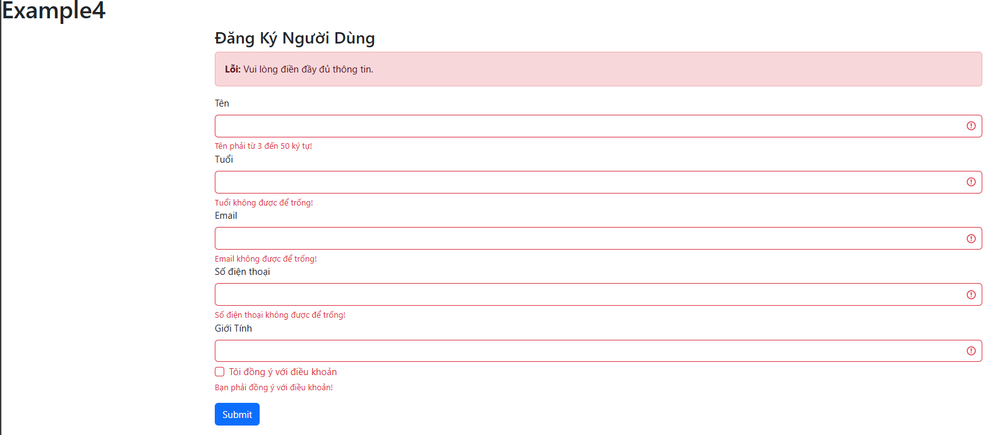 Example4
Đăng Ký Người Dùng
Lỗi: Vui lòng điền đầy đủ thông tin.
Tên
Tên phải từ 3 đến 50 ký tự!
Tuổi
Tuổi không được để trống!
Email
Email không được để trống!
Số điện thoại
Số điện thoại không được để trống!
Giới Tính
Tôi đồng ý với điều khoản
Bạn phải đồng ý với điều khoản!
Submit